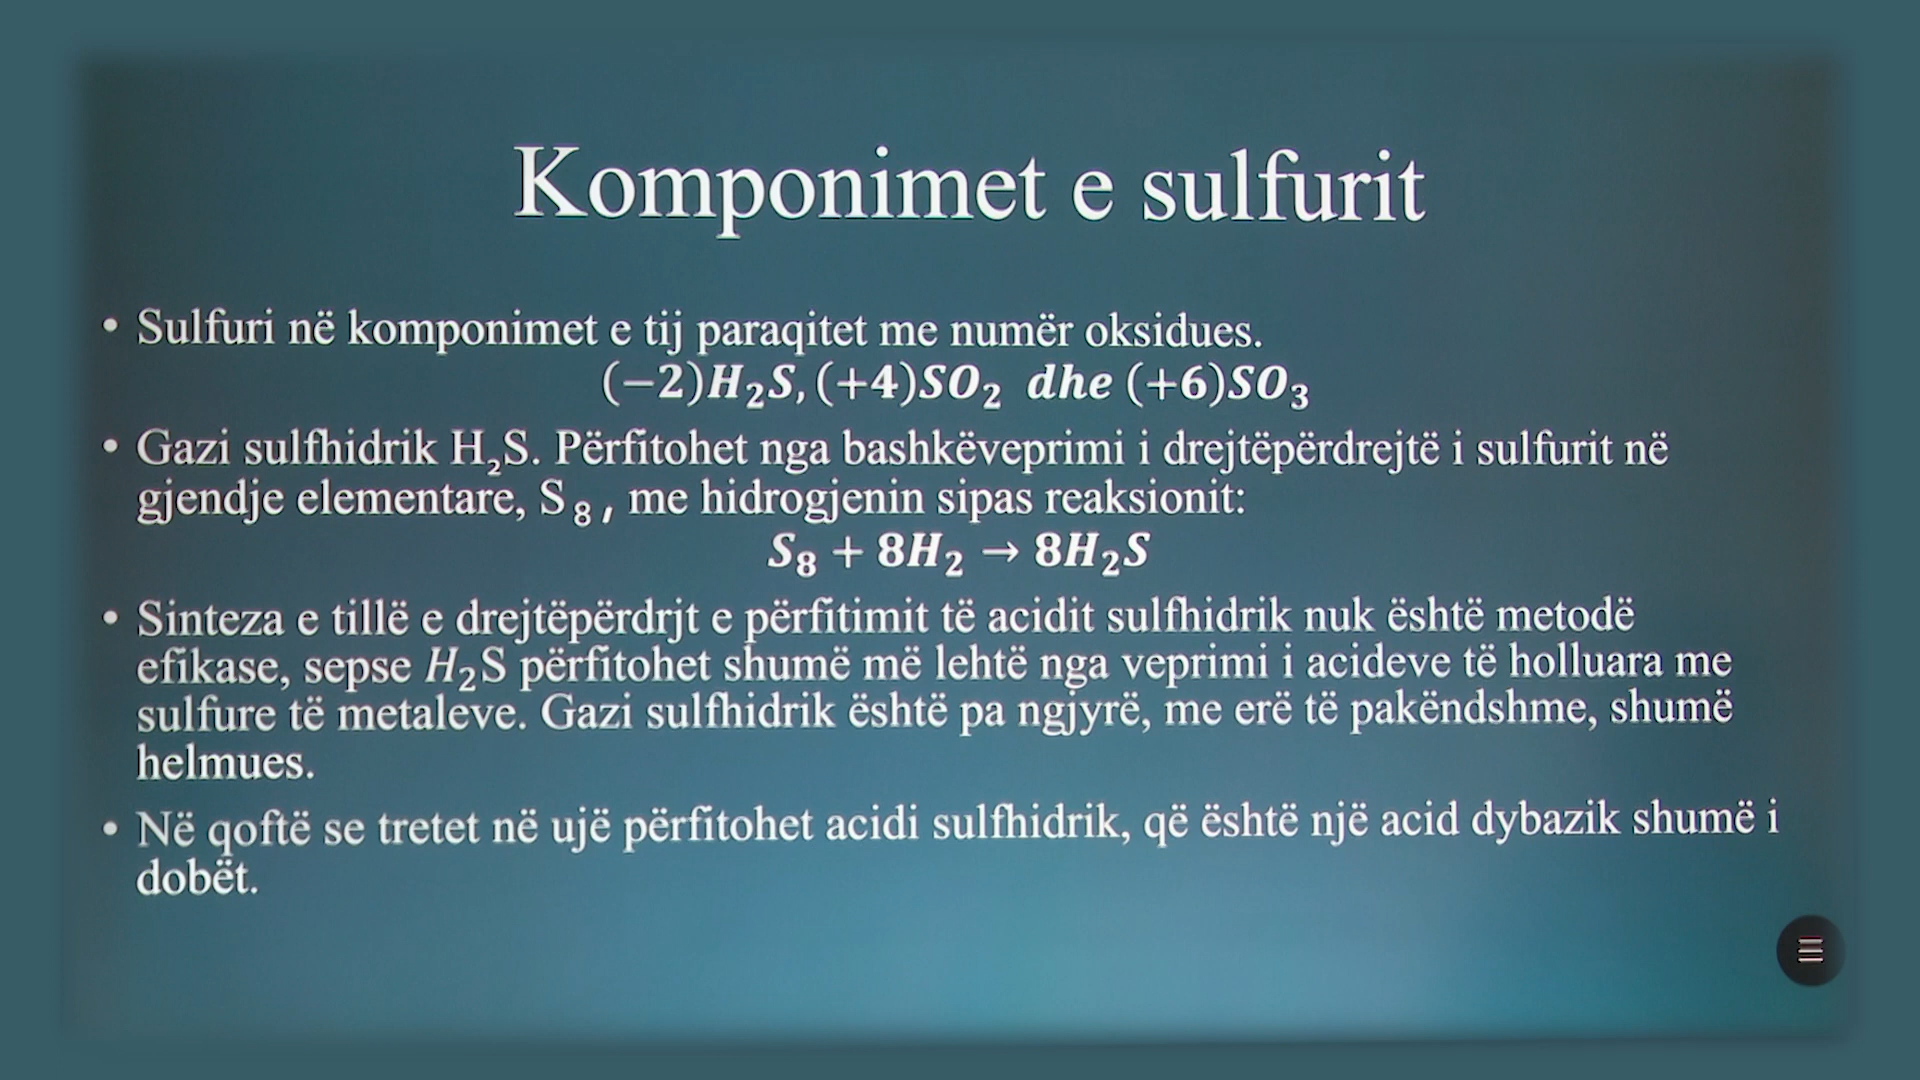 Komponimet e sulfurit
• Sulfuri në komponimet e tij paraqitet me numër oksidues.
(−2)H₂S, (+4)SO₂ dhe (+6)SO₃
• Gazi sulfhidrik H₂S. Përfitohet nga bashkëveprimi i drejtëpërdrejtë i sulfurit në
gjendje elementare, S₈, me hidrogjenin sipas reaksionit:
S₈ + 8H₂ → 8H₂S
• Sinteza e tillë e drejtëpërdrjt e përfitimit të acidit sulfhidrik nuk është metodë
efikase, sepse H₂S përfitohet shumë më lehtë nga veprimi i acideve të holluara me
sulfure të metaleve. Gazi sulfhidrik është pa ngjyrë, me erë të pakëndshme, shumë
helmues.
• Në qoftë se tretet në ujë përfitohet acidi sulfhidrik, që është një acid dybazik shumë i
dobët.